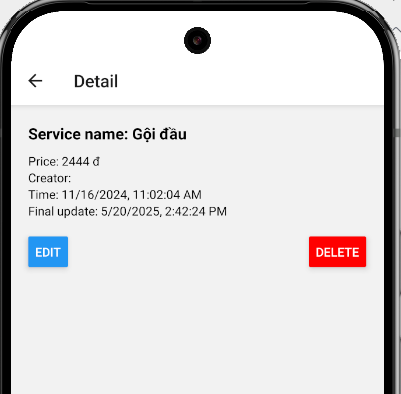 Detail
Service name: Gội đầu
Price: 2444 đ
Creator:
Time: 11/16/2024, 11:02:04 AM
Final update: 5/20/2025, 2:42:24 PM
EDIT
DELETE